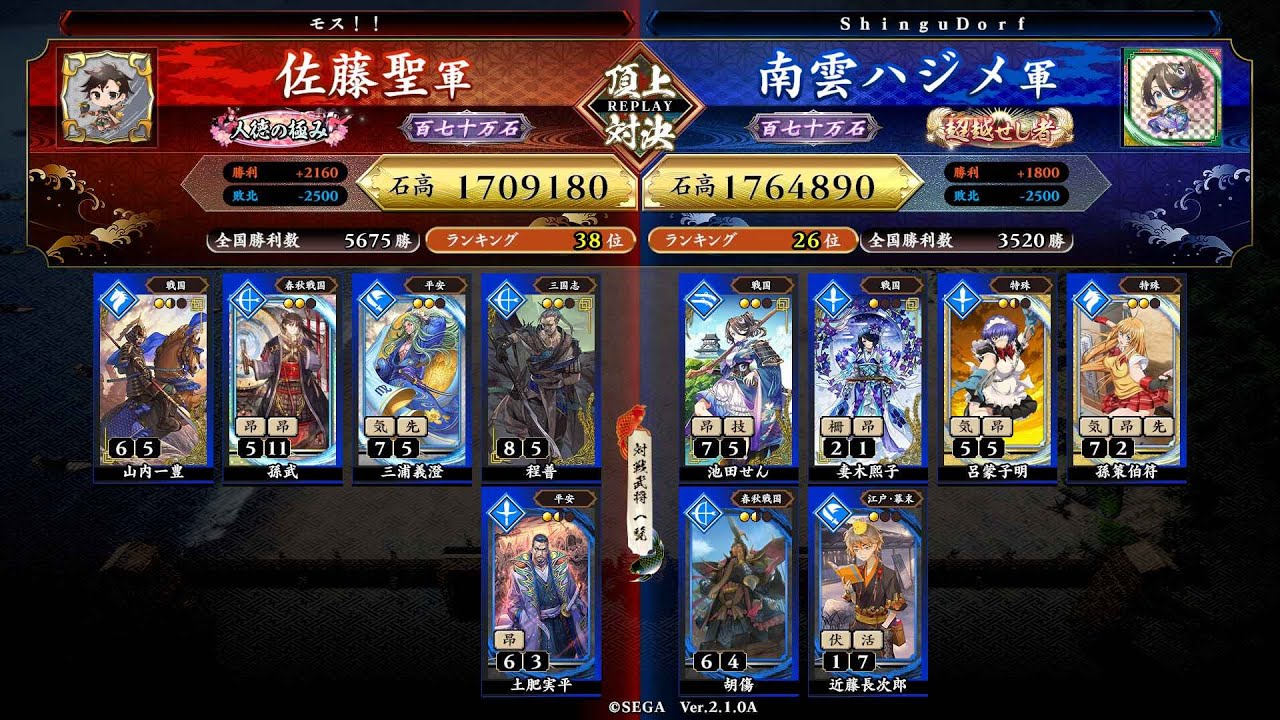 モス！！
ShinguDorf
佐藤聖軍
頂上
REPLAY
対決
南雲ハジメ軍
人徳の極み
百七十万石
百七十万石
超越せし者
勝利 +2160
敗北 -2500
石高 1709180
石高 1764890
勝利 +1800
敗北 -2500
全国勝利数 5675勝
ランキング 38位
ランキング 26位
全国勝利数 3520勝
戦国
春秋戦国
平安
三国志
戦国
戦国
特殊
特殊
昂 昂
気 先
昂 技
柵 昂
気 昂
気 昂 先
6 5
5 11
7 5
8 5
7 5
2 1
5 5
7 2
山内一豊
孫武
三浦義澄
程普
池田せん
妻木煕子
呂蒙子明
孫策伯符
対戦武将一覧
平安
春秋戦国
江戸・幕末
昂
伏 活
6 3
6 4
1 7
土肥実平
胡傷
近藤長次郎
©SEGA Ver.2.1.0A